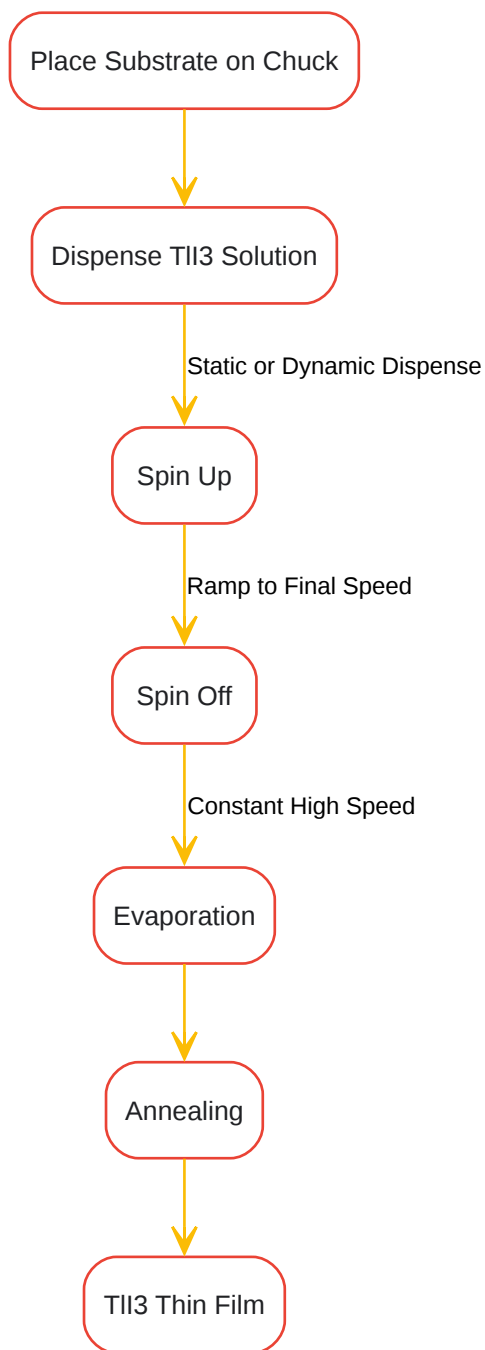 Place Substrate on Chuck
Dispense TlI3 Solution
Static or Dynamic Dispense
Spin Up
Ramp to Final Speed
Spin Off
Constant High Speed
Evaporation
Annealing
TlI3 Thin Film